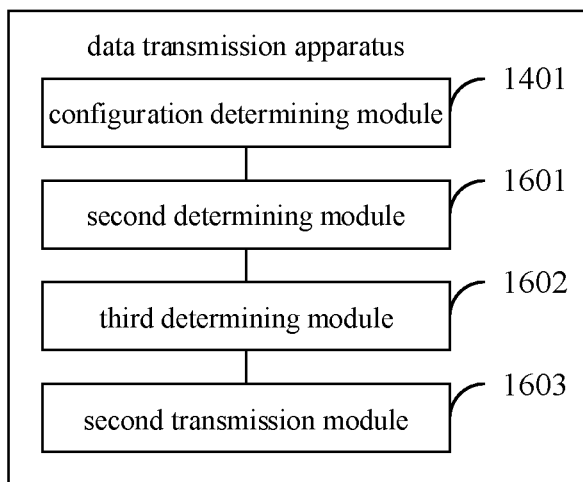 data transmission apparatus
configuration determining module
1401
second determining module
1601
third determining module
1602
second transmission module
1603